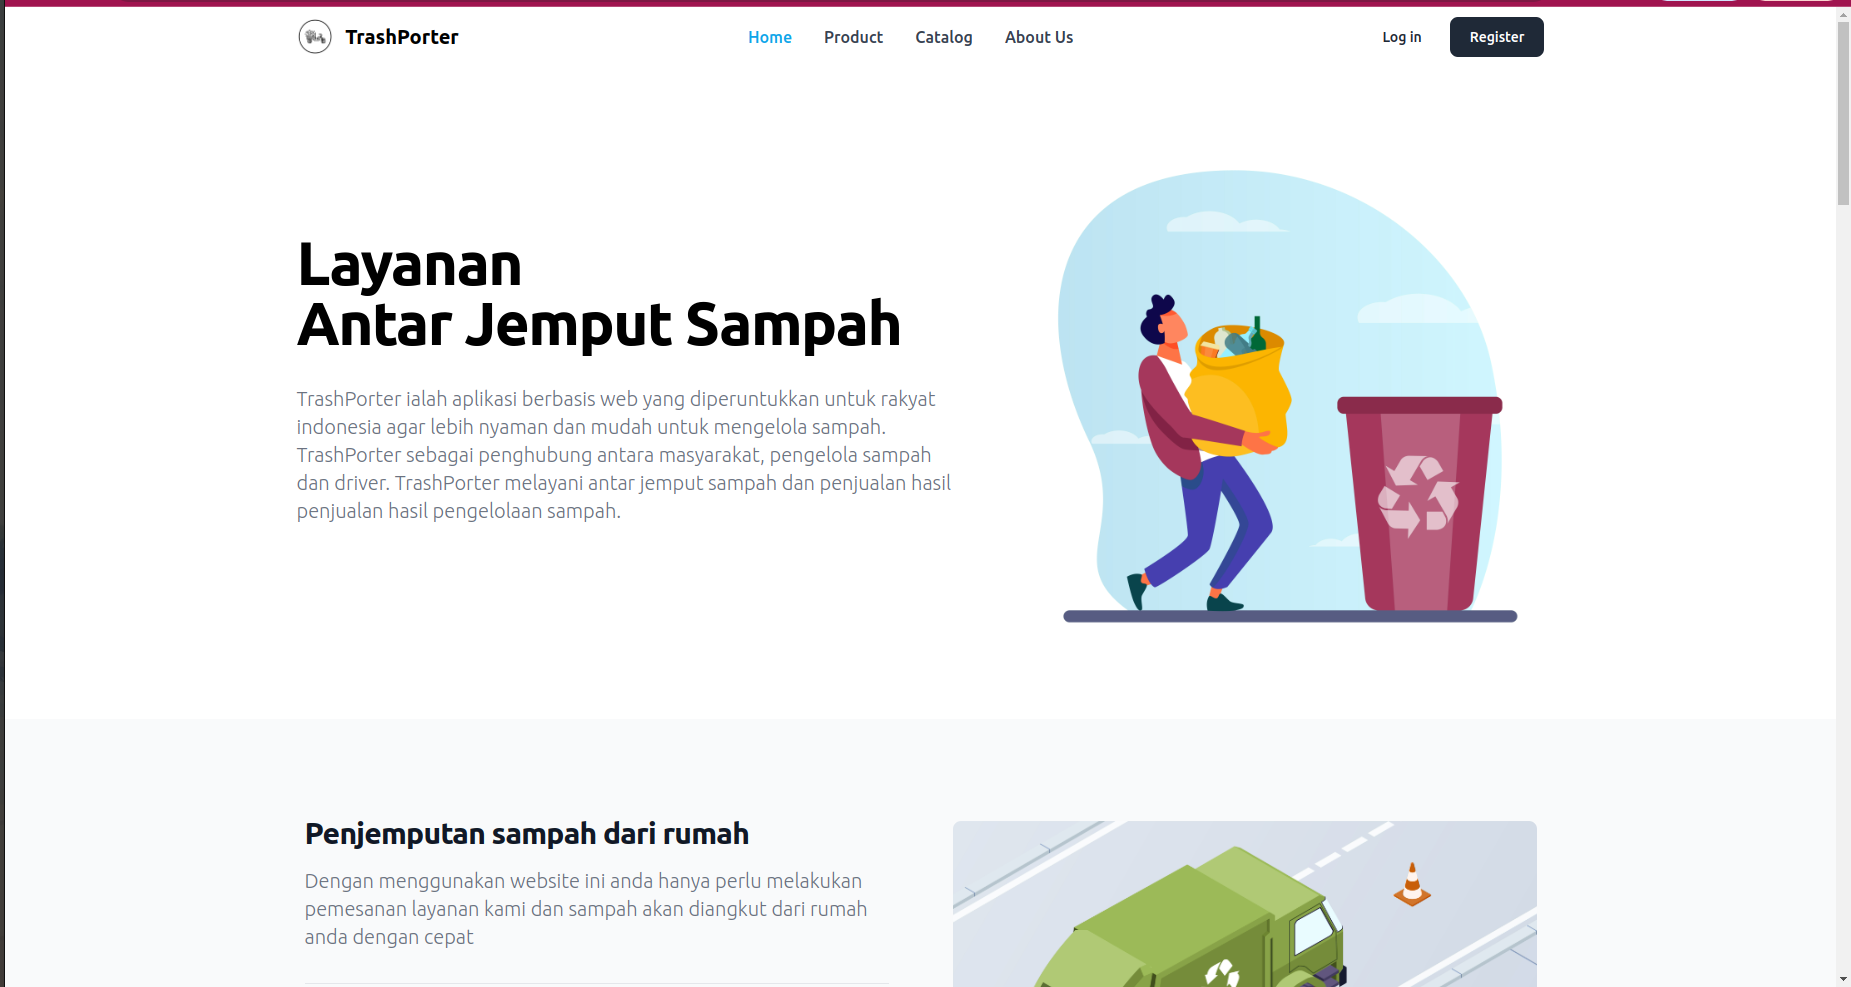 TrashPorter
Home
Product
Catalog
About Us
Log in
Register
Layanan
Antar Jemput Sampah
TrashPorter ialah aplikasi berbasis web yang diperuntukkan untuk rakyat
indonesia agar lebih nyaman dan mudah untuk mengelola sampah.
TrashPorter sebagai penghubung antara masyarakat, pengelola sampah
dan driver. TrashPorter melayani antar jemput sampah dan penjualan hasil
penjualan hasil pengelolaan sampah.
Penjemputan sampah dari rumah
Dengan menggunakan website ini anda hanya perlu melakukan
pemesanan layanan kami dan sampah akan diangkut dari rumah
anda dengan cepat